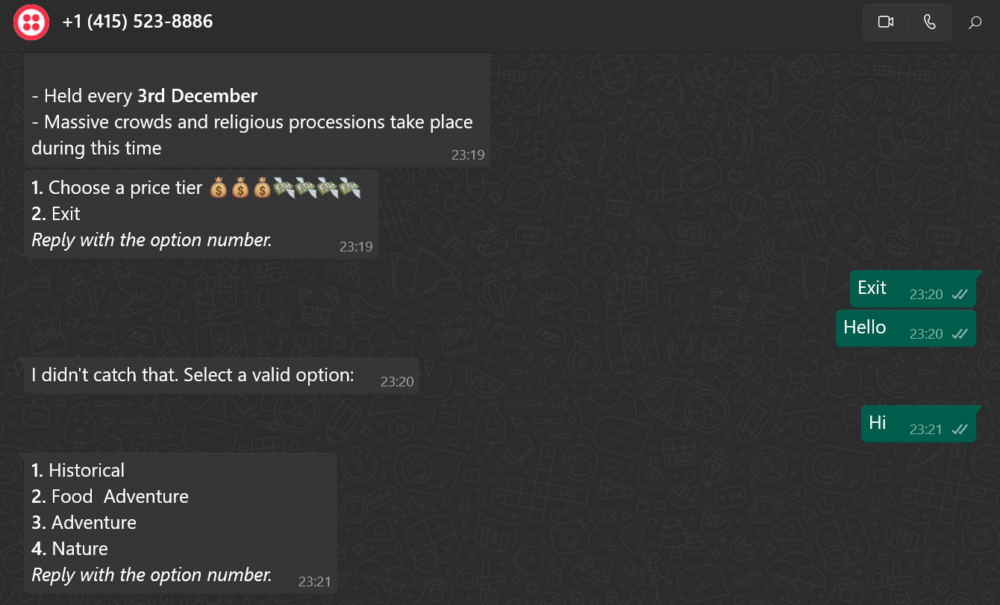 +1 (415) 523-8886
- Held every 3rd December
- Massive crowds and religious processions take place
during this time
23:19
1. Choose a price tier 💰💰💰💸💸💸💸
2. Exit
Reply with the option number.
23:19
Exit 23:20
Hello 23:20
I didn't catch that. Select a valid option: 23:20
Hi 23:21
1. Historical
2. Food  Adventure
3. Adventure
4. Nature
Reply with the option number.
23:21